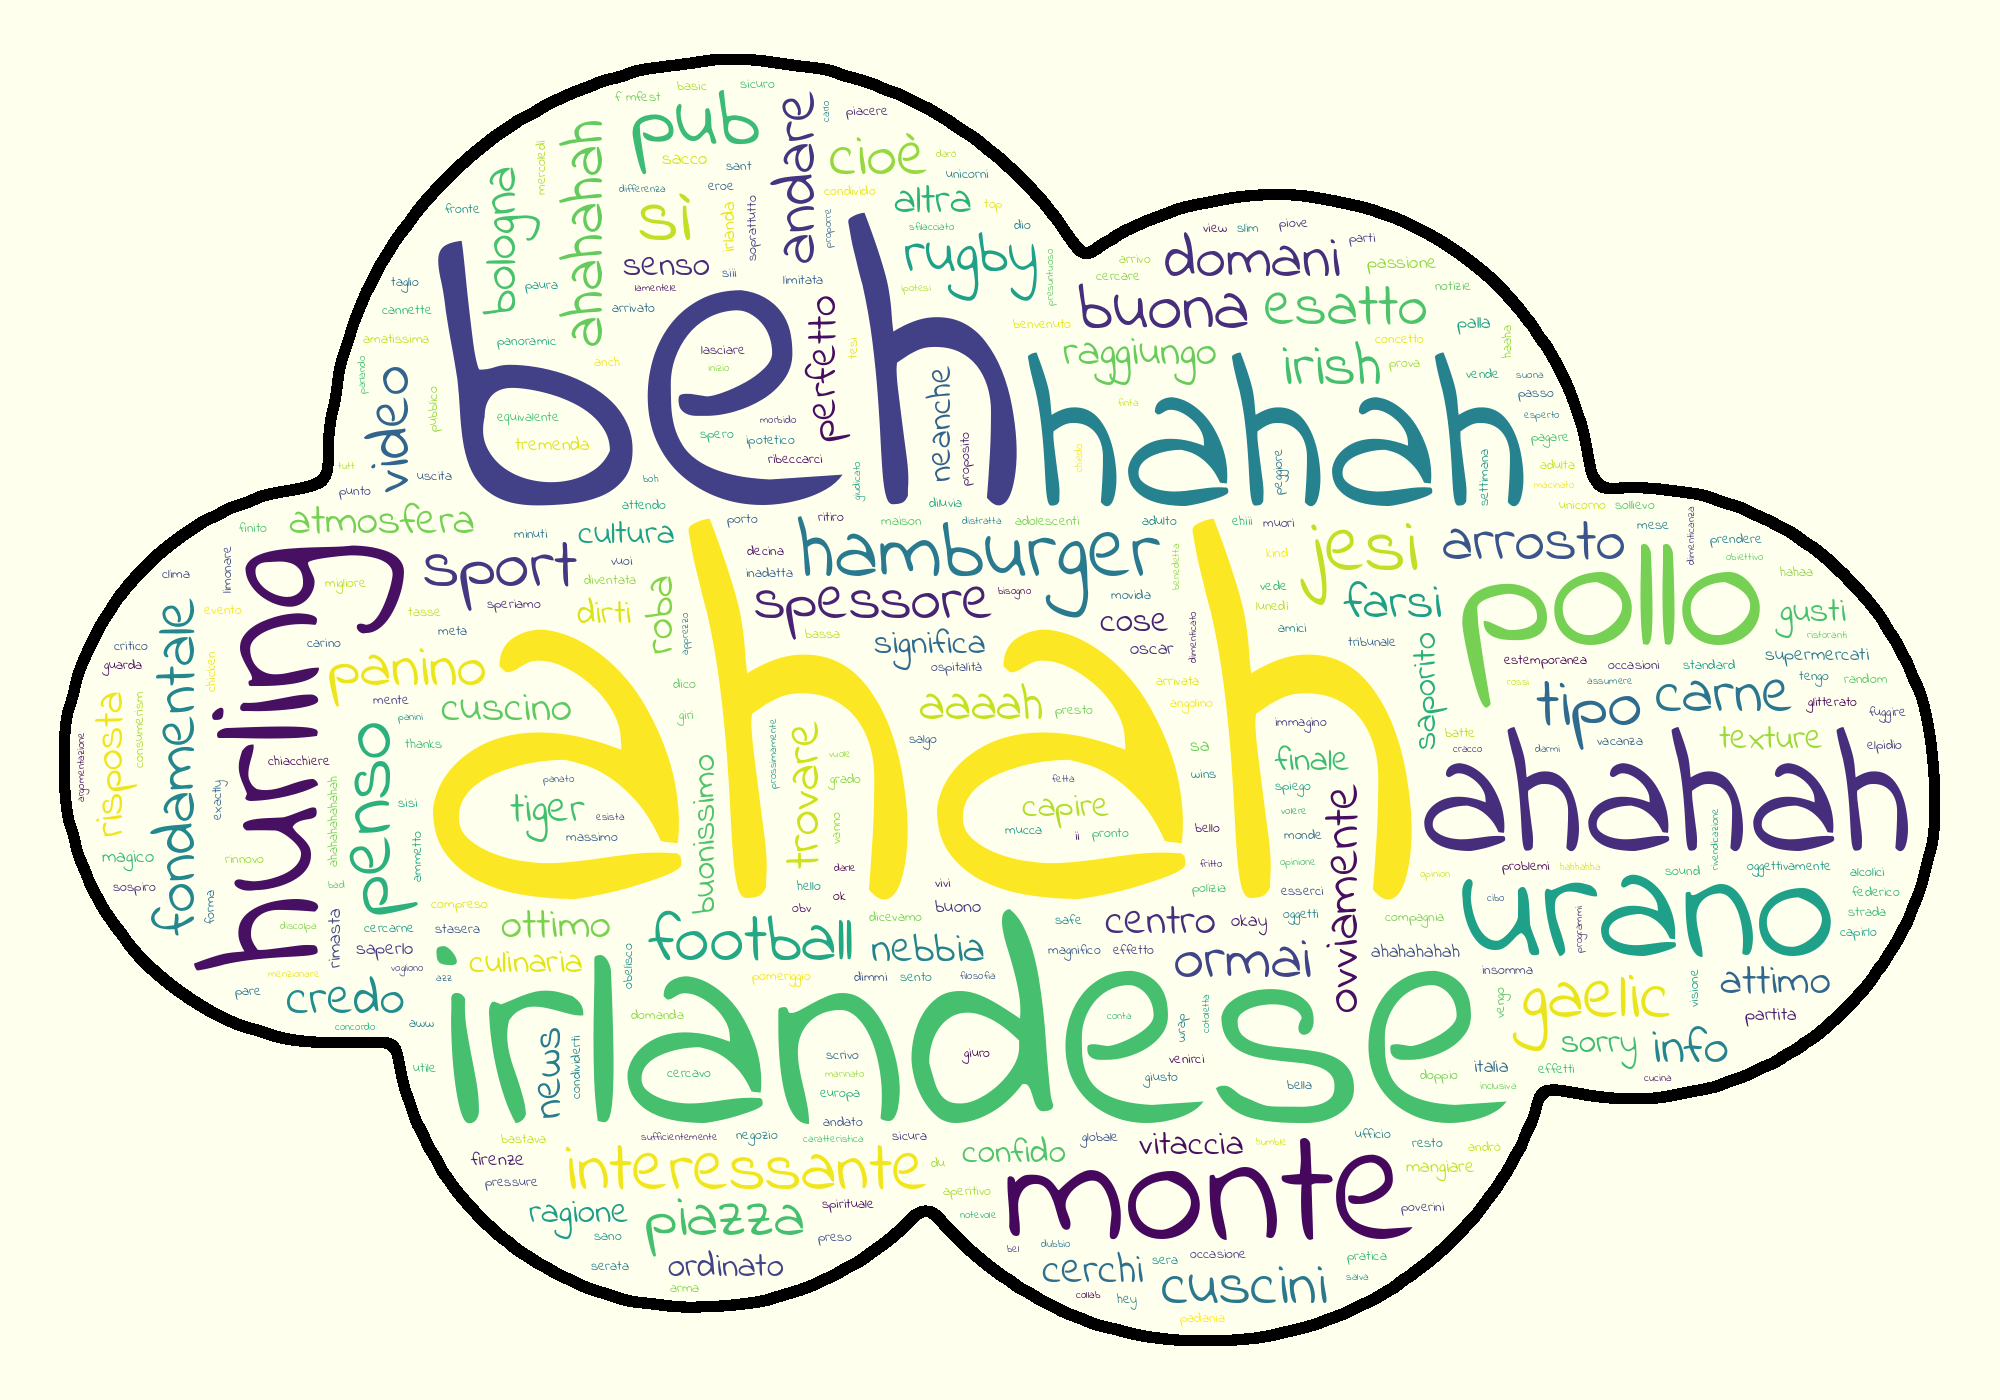 basic
sicuro
f mfest
pub
andare
caro
piacere
ahahahah
cioè
daro
mercoledì
sacco
sant
bologna
differenza
eroe
condivido
unicorni
fronte
sì
irlanda
soprattutto
proporre
altra
top
sfilacciato
dio
view
slim
piove
parti
senso
siii
limitata
rugby
presuntuoso
domani
passione
arrivo
cercare
taglio
paura
lamentele
ipotesi
notizie
cannette
arrivato
perfetto
buona
esatto
benvenuto
palla
amatissima
panoramic
lasciare
tesi
raggiungo
concetto
haaha
anch
inizio
irish
prova
vende
suona
panando
video
pubblico
beh
neanche
finta
passo
equivalente
morbido
hahah
esperto
tremenda
spero
ipotetico
proposito
chiedo
pagare
tutt
ribeccarci
giudicato
peggiore
settimana
adulta
uscita
boh
macinato
punto
attendo
diluvia
unicorno
sollievo
finito
atmosfera
minuti
cultura
porto
ritiro
maison
distratta
adolescenti
adulto
ehiii
muori
mese
dimenticanza
prendere
clima
limonare
hurling
sport
vuoi
decina
hamburger
benedetta
kind
jesi
arrosto
obiettivo
migliore
diventata
inadatta
bisogno
movida
vede
pollo
hahaa
fondamentale
evento
tasse
speriamo
dirti
roba
spessore
cose
lunedì
farsi
gusti
critico
carino
meta
apprezzo
bassa
significa
oscar
dimenticato
amici
tribunale
saporito
ristoranti
guarda
chicken
panino
ospitalità
estemporanea
occasioni
standard
supermercati
risposta
consumerism
mente
cuscino
dico
ahah
aaaah
presto
arrivata
angolino
rossi
assumere
tengo
random
panini
giri
immagino
tipo
carne
glitterato
fuggire
argomentazione
penso
thanks
prossimamente
trovare
vuole
salgo
sa
finale
batte
vacanza
texture
chiacchiere
buonissimo
cracco
darmi
elpidio
exactly
ahahahahahah
sisi
panato
grado
fetta
wins
spiego
ovviamente
ahahah
tiger
esista
capire
volere
massimo
vanno
mucca
ii
pronto
bello
monde
rivendicazione
magico
rinnovo
ammetto
darle
fritto
opinione
problemi
hahhahha
sound
oggettivamente
alcolici
sospiro
forma
bad
hello
ok
vivi
polizia
esserci
opinion
federico
compreso
obv
buono
cibo
urano
strada
discolpa
rimasta
cercarne
stasera
ottimo
football
dicevamo
safe
centro
okay
oggetti
compagnia
programmi
capirlo
saperlo
nebbia
magnifico
effetto
ahahahahah
menzionare
vogliono
azz
culinaria
obelisco
pomeriggio
dimmi
sento
filosofia
ormai
insomma
visione
attimo
pare
credo
irlandese
vengo
gaelic
partita
concordo
aww
news
domanda
conta
wrap
cotoletta
condividerti
scrivo
giuro
venirci
sorry
info
utile
cercavo
marinato
giusto
bella
doppio
italia
effetti
europa
inclusiva
cucina
andato
bastava
sufficientemente
negozio
caratteristica
sicura
globale
vitaccia
humble
ufficio
resto
andrò
firenze
interessante
du
confido
mangiare
pressure
aperitivo
monte
ragione
piazza
spirituale
notevole
poverini
sano
preso
bel
dubbio
sera
occasione
pratica
serata
ordinato
cerchi
cuscini
salva
arma
collab
hey
padania